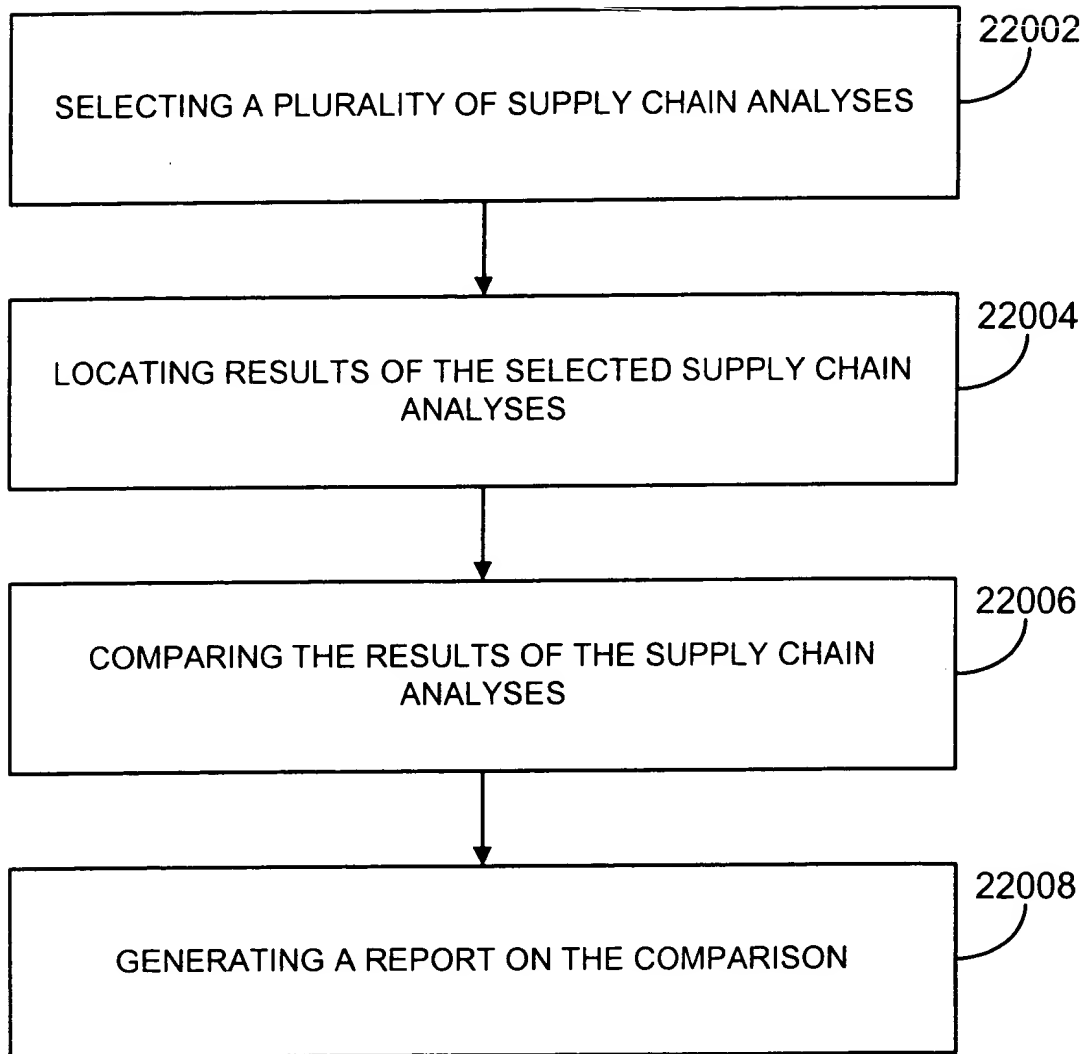 22002
SELECTING A PLURALITY OF SUPPLY CHAIN ANALYSES
22004
LOCATING RESULTS OF THE SELECTED SUPPLY CHAIN
ANALYSES
22006
COMPARING THE RESULTS OF THE SUPPLY CHAIN
ANALYSES
22008
GENERATING A REPORT ON THE COMPARISON